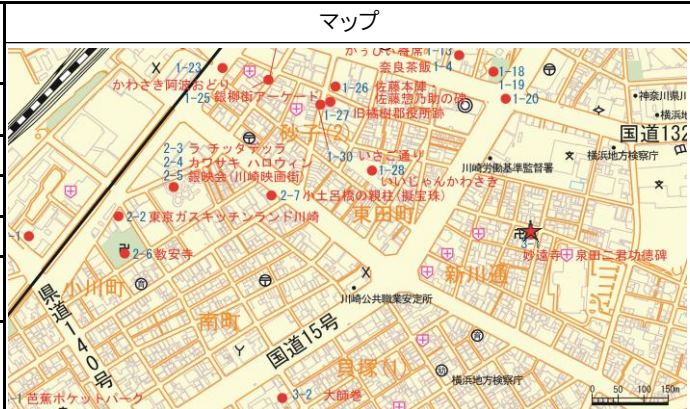 マップ
かっぴい寄席 1-13
奈良茶飯 1-4
1-23
かわさき阿波おどり
1-25 銀柳街アーケード
1-26 佐藤本陣
佐藤惣乃助の碑
1-27 旧橘樹郡役所跡
1-18
1-19
1-20
神奈川県川
横浜地
国道132
横浜地方検察庁
砂子(2)
2-3 ラ チッタデッラ
2-4 カワサキ ハロウィン
2-5 銀映会(川崎映画街)
1-30 いさご通り
1-28
いいじゃんかわさき
川崎労働基準監督署
2-7 小土呂橋の親柱(擬宝珠)
東田町
2-2 東京ガスキッチンランド川崎
-1
2-6 教安寺
3-1
妙遠寺 泉田二君功徳碑
小川町
新川通
県道140号
南町
川崎公共職業安定所
国道15号
貝塚(1)
横浜地方検察庁
-1 芭蕉ポケットパーク
3-2 大師巻
0 50 100 150m